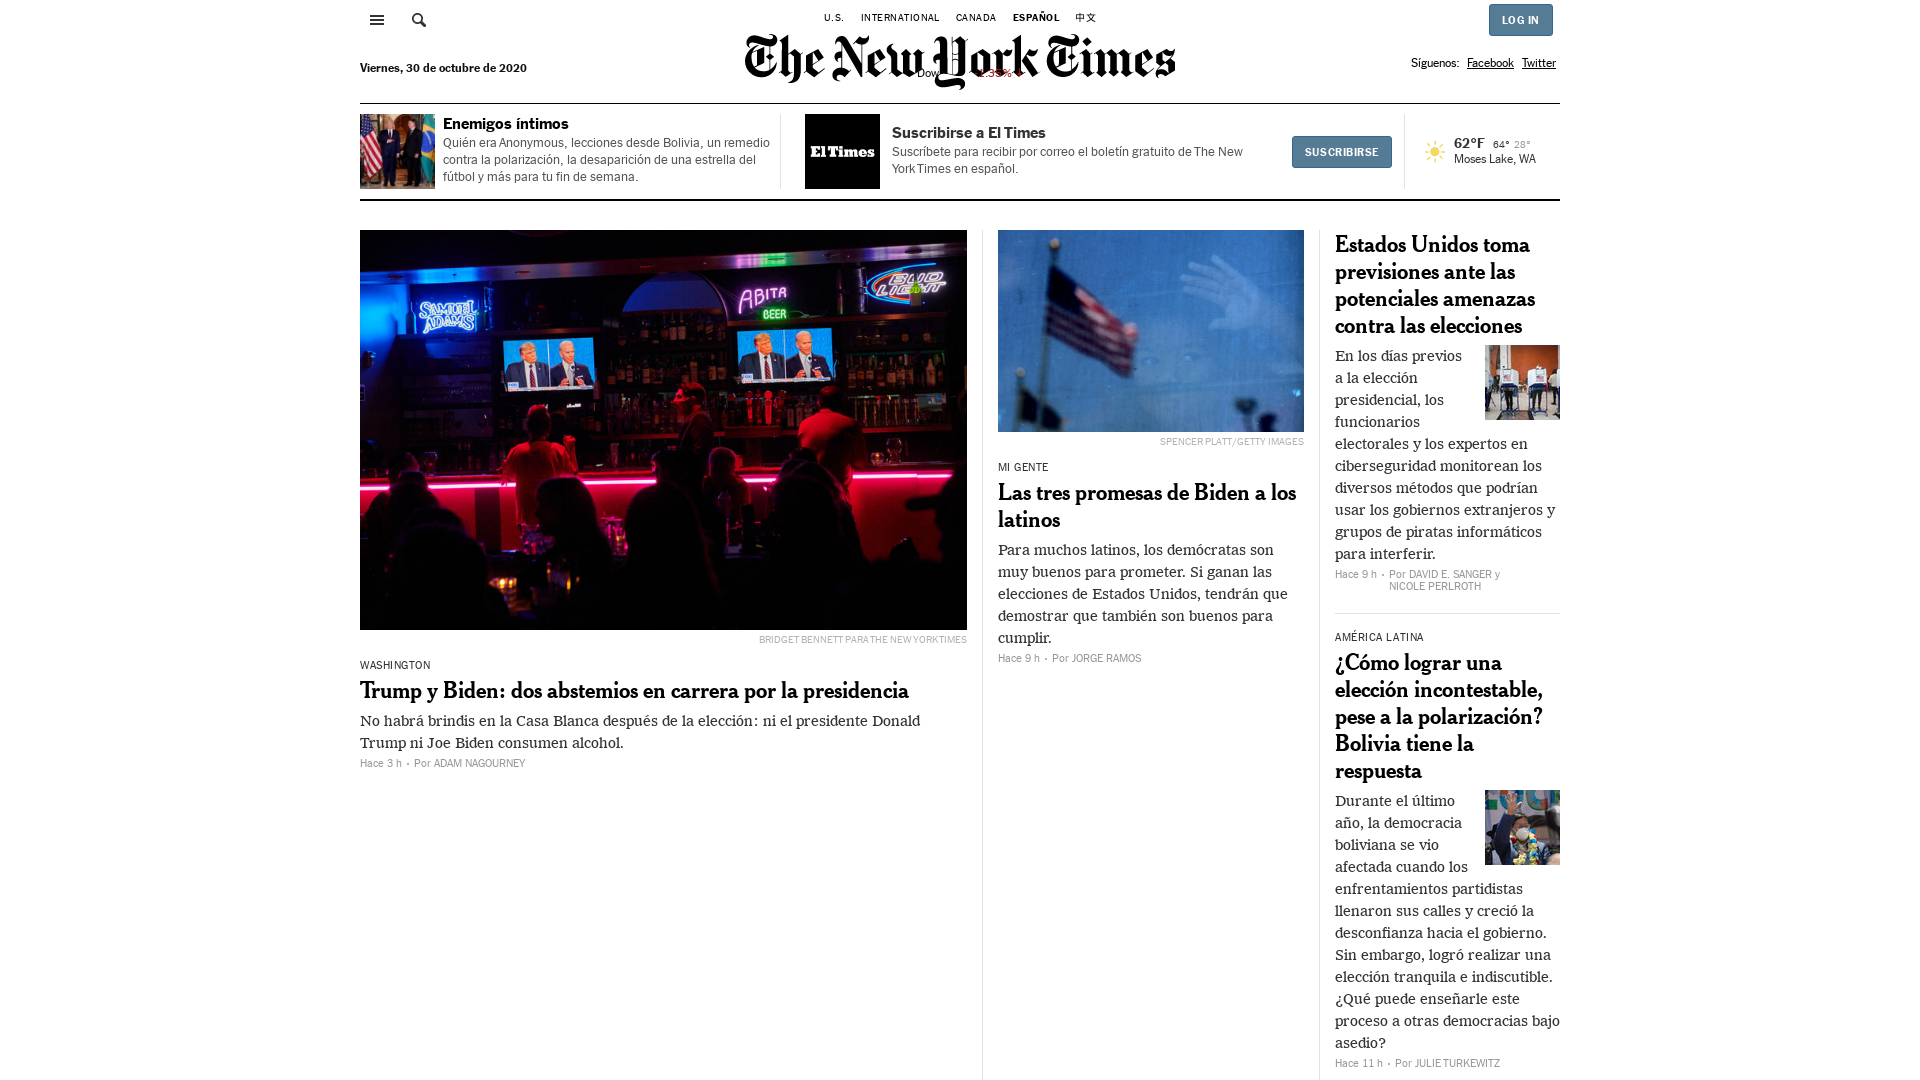 U.S. INTERNATIONAL CANADA ESPAÑOL 中文
LOG IN
The New York Times
Viernes, 30 de octubre de 2020
Síguenos: Facebook Twitter
Enemigos íntimos
Quién era Anonymous, lecciones desde Bolivia, un remedio
contra la polarización, la desaparición de una estrella del
fútbol y más para tu fin de semana.
El Times
Suscribirse a El Times
Suscríbete para recibir por correo el boletín gratuito de The New
York Times en español.
SUSCRIBIRSE
62°F 64° 28°
Moses Lake, WA
SAMUEL
ADAMS
ABITA
BEER
BUD
LIGHT
BRIDGET BENNETT PARA THE NEW YORK TIMES
WASHINGTON
Trump y Biden: dos abstemios en carrera por la presidencia
No habrá brindis en la Casa Blanca después de la elección: ni el presidente Donald
Trump ni Joe Biden consumen alcohol.
Hace 3 h • Por ADAM NAGOURNEY
SPENCER PLATT/GETTY IMAGES
MI GENTE
Las tres promesas de Biden a los
latinos
Para muchos latinos, los demócratas son
muy buenos para prometer. Si ganan las
elecciones de Estados Unidos, tendrán que
demostrar que también son buenos para
cumplir.
Hace 9 h • Por JORGE RAMOS
Estados Unidos toma
previsiones ante las
potenciales amenazas
contra las elecciones
En los días previos
a la elección
presidencial, los
funcionarios
electorales y los expertos en
ciberseguridad monitorean los
diversos métodos que podrían
usar los gobiernos extranjeros y
grupos de piratas informáticos
para interferir.
Hace 9 h • Por DAVID E. SANGER y
NICOLE PERLROTH
AMÉRICA LATINA
¿Cómo lograr una
elección incontestable,
pese a la polarización?
Bolivia tiene la
respuesta
Durante el último
año, la democracia
boliviana se vio
afectada cuando los
enfrentamientos partidistas
llenaron sus calles y creció la
desconfianza hacia el gobierno.
Sin embargo, logró realizar una
elección tranquila e indiscutible.
¿Qué puede enseñarle este
proceso a otras democracias bajo
asedio?
Hace 11 h • Por JULIE TURKEWITZ